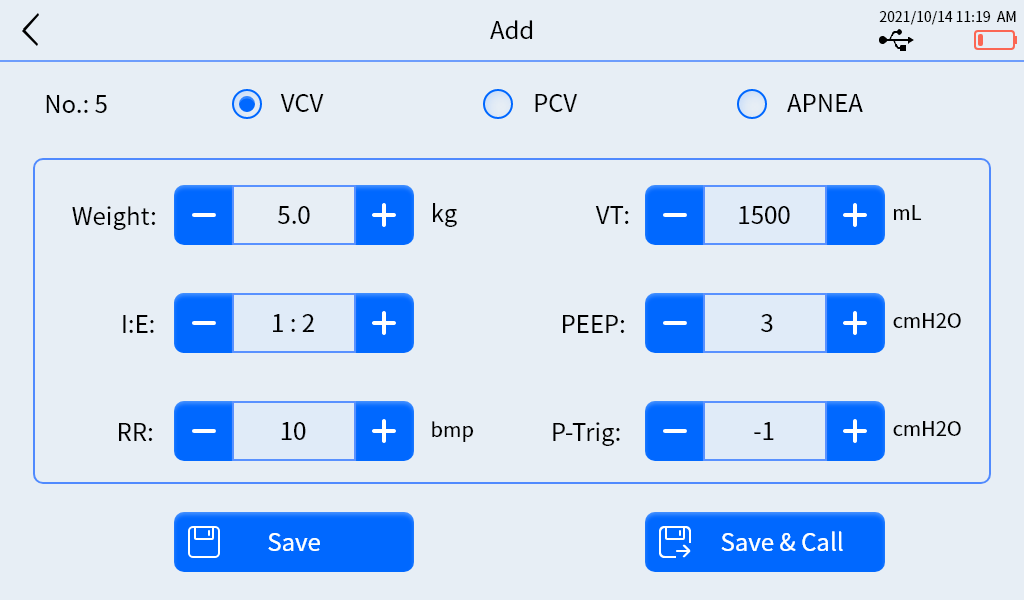 Add
2021/10/14 11:19 AM
No.: 5 VCV PCV APNEA
Weight: 5.0 kg VT: 1500 mL
I:E: 1 : 2 PEEP: 3 cmH2O
RR: 10 bmp P-Trig: -1 cmH2O
Save Save & Call